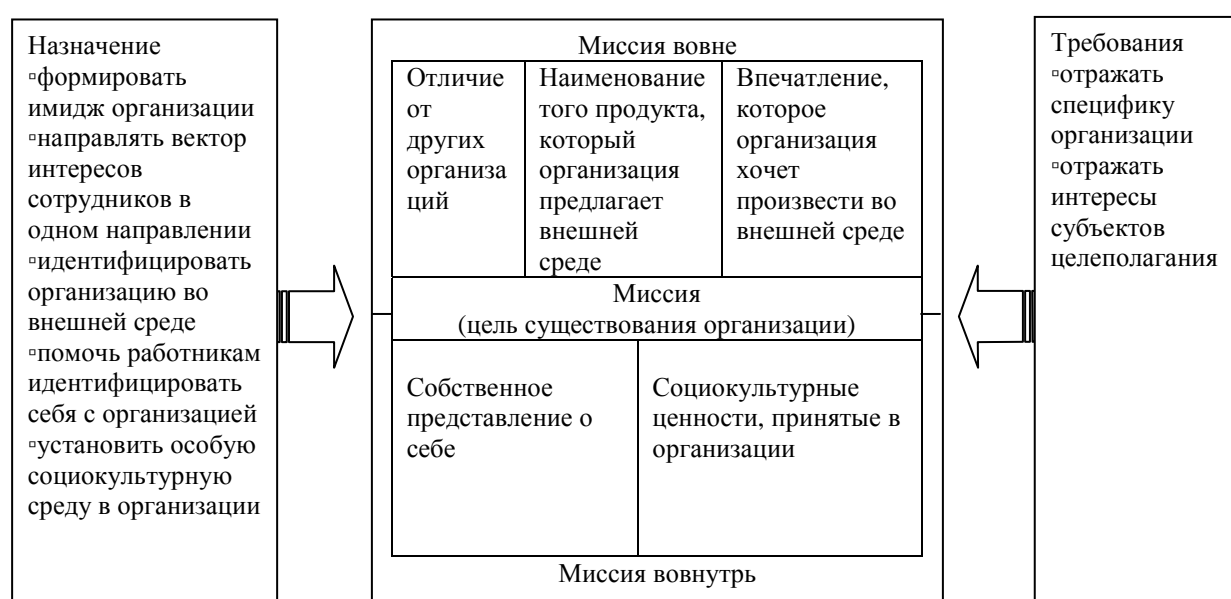 Назначение
▫формировать
имидж организации
▫направлять вектор
интересов
сотрудников в
одном направлении
▫идентифицировать
организацию во
внешней среде
▫помочь работникам
идентифицировать
себя с организацией
▫установить особую
социокультурную
среду в организации
Миссия вовне
Отличие
от
других
организа
ций
Наименование
того продукта,
который
организация
предлагает
внешней
среде
Впечатление,
которое
организация
хочет
произвести во
внешней среде
Миссия
(цель существования организации)
Собственное
представление о
себе
Социокультурные
ценности, принятые в
организации
Миссия вовнутрь
Требования
▫отражать
специфику
организации
▫отражать
интересы
субъектов
целеполагания